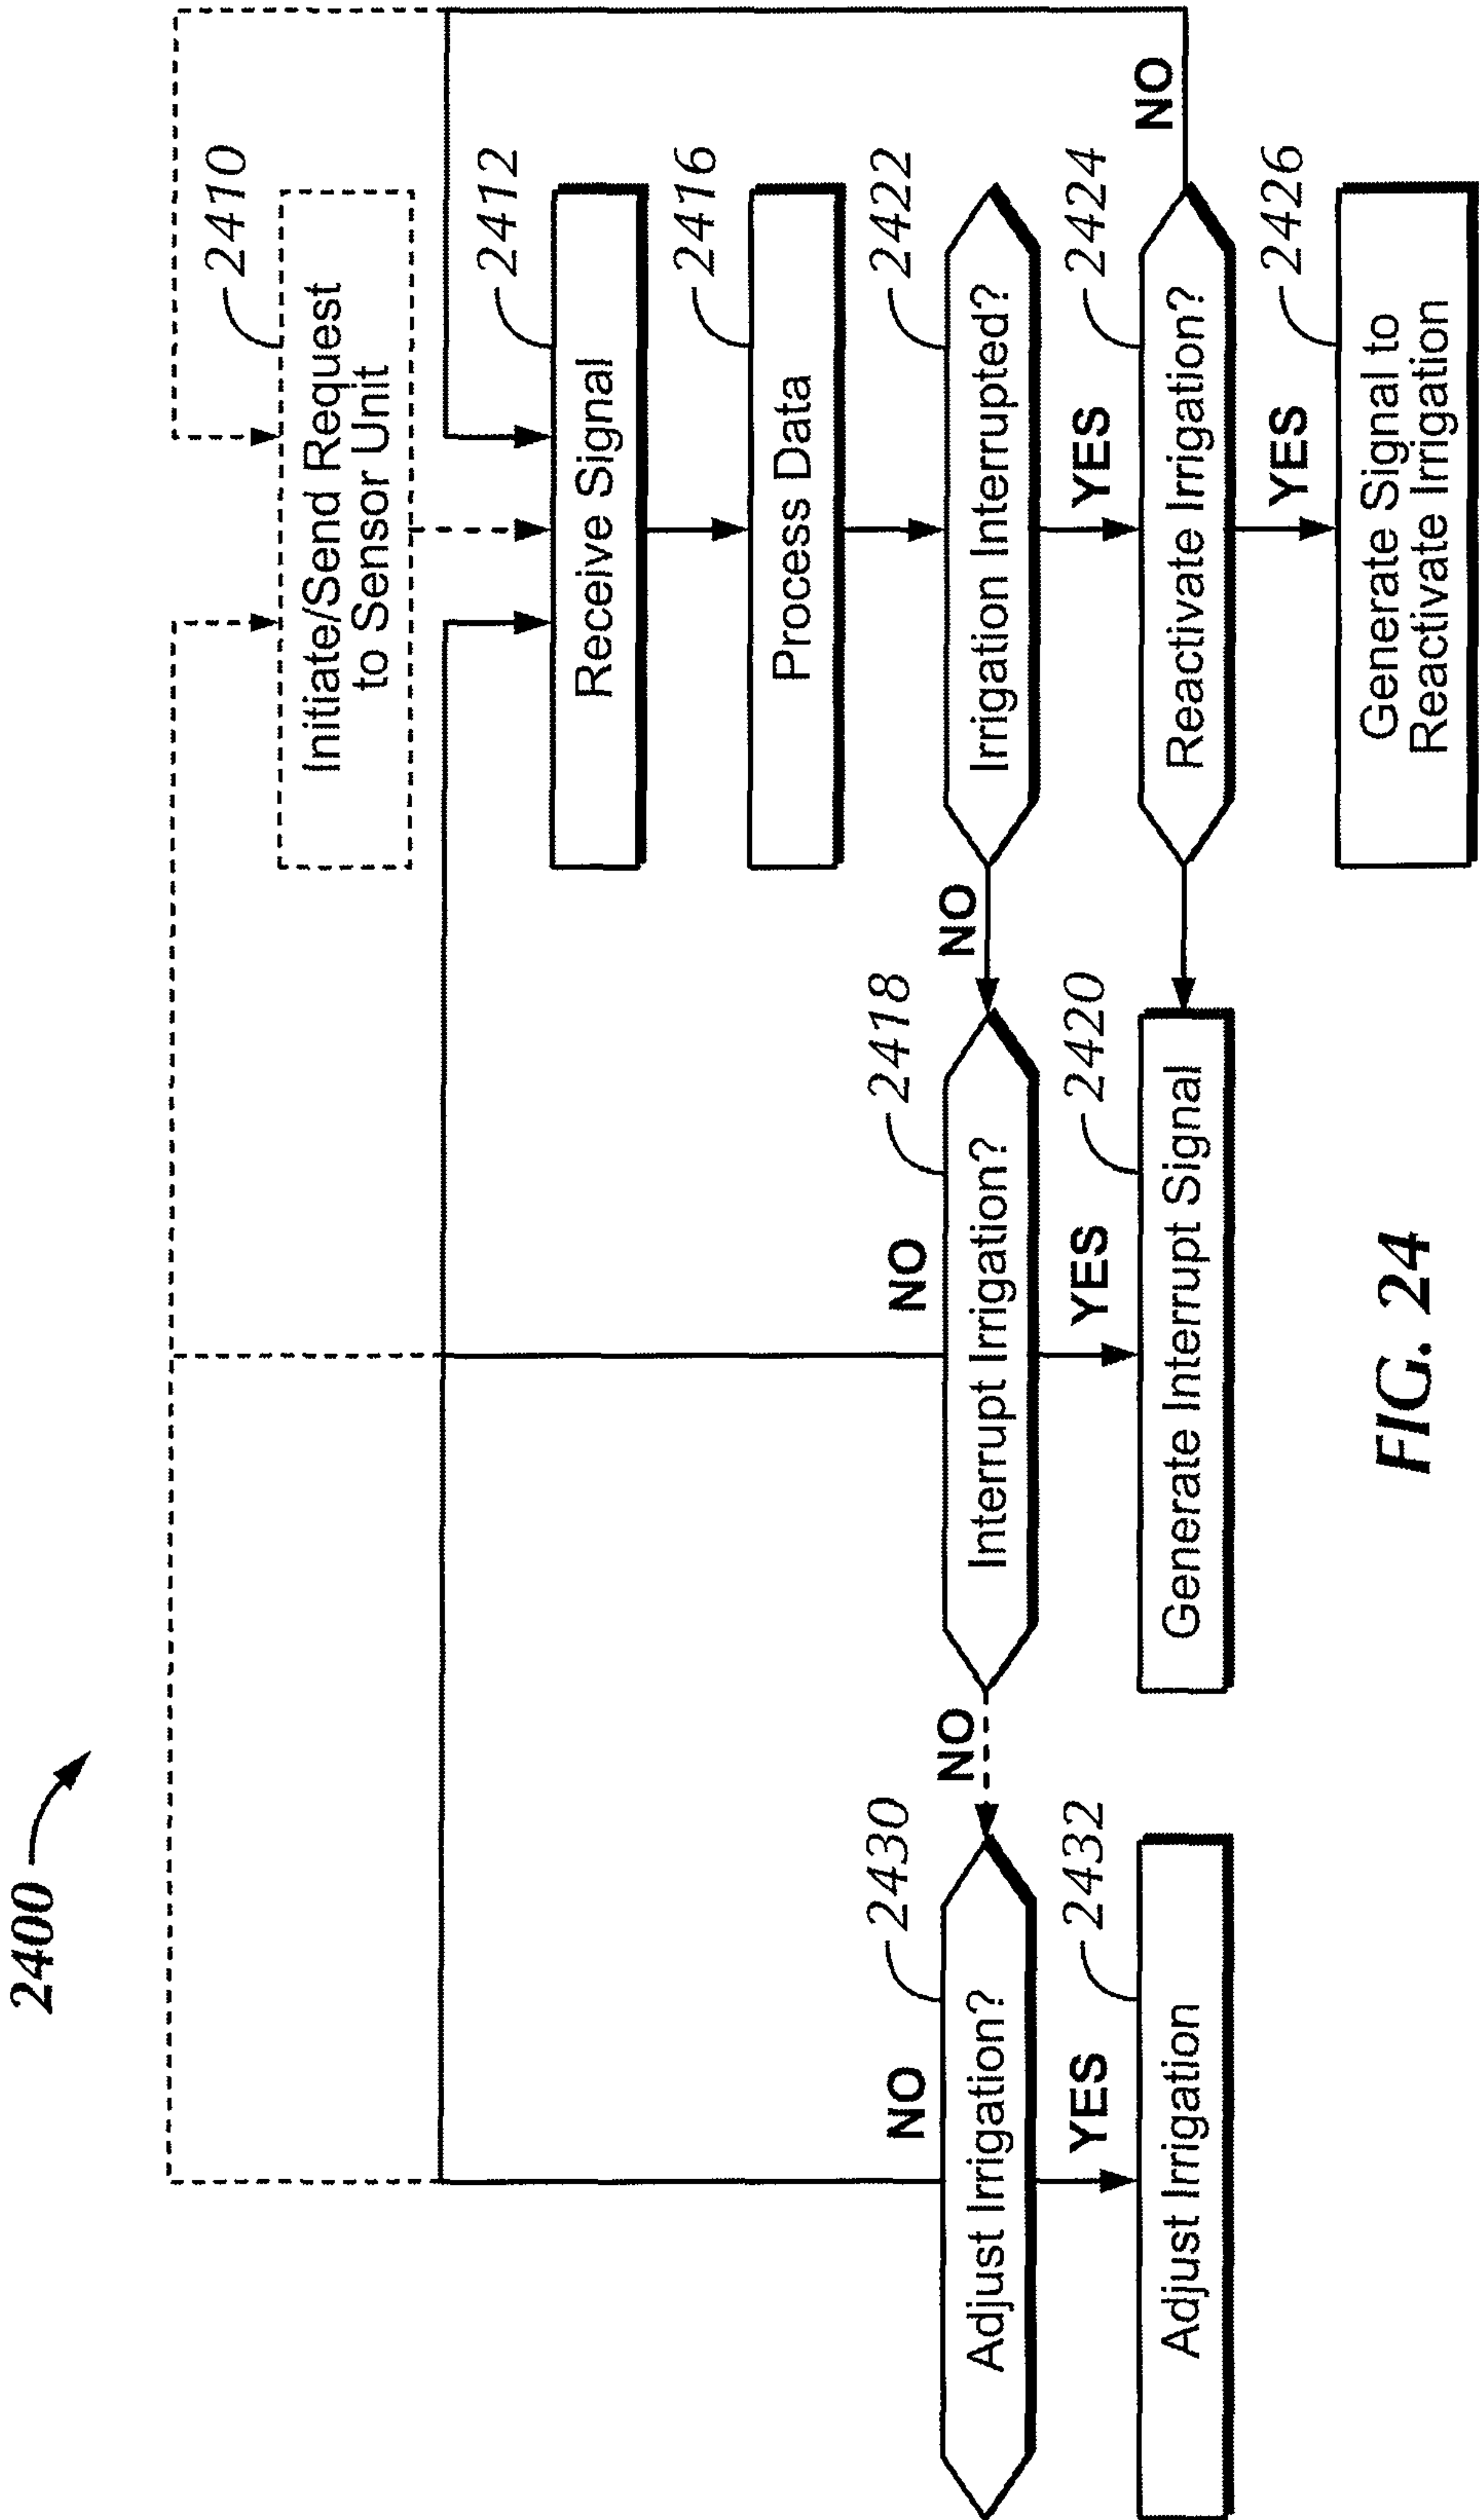 2400
2410
Initiate/Send Request
to Sensor Unit
2412
Receive Signal
2416
Process Data
2430
Adjust Irrigation?
NO
NO
2418
Interrupt Irrigation?
NO
NO
2422
Irrigation Interrupted?
YES
YES
YES
2432
Adjust Irrigation
2420
Generate Interrupt Signal
2424
Reactivate Irrigation?
NO
YES
2426
Generate Signal to
Reactivate Irrigation
FIG. 24